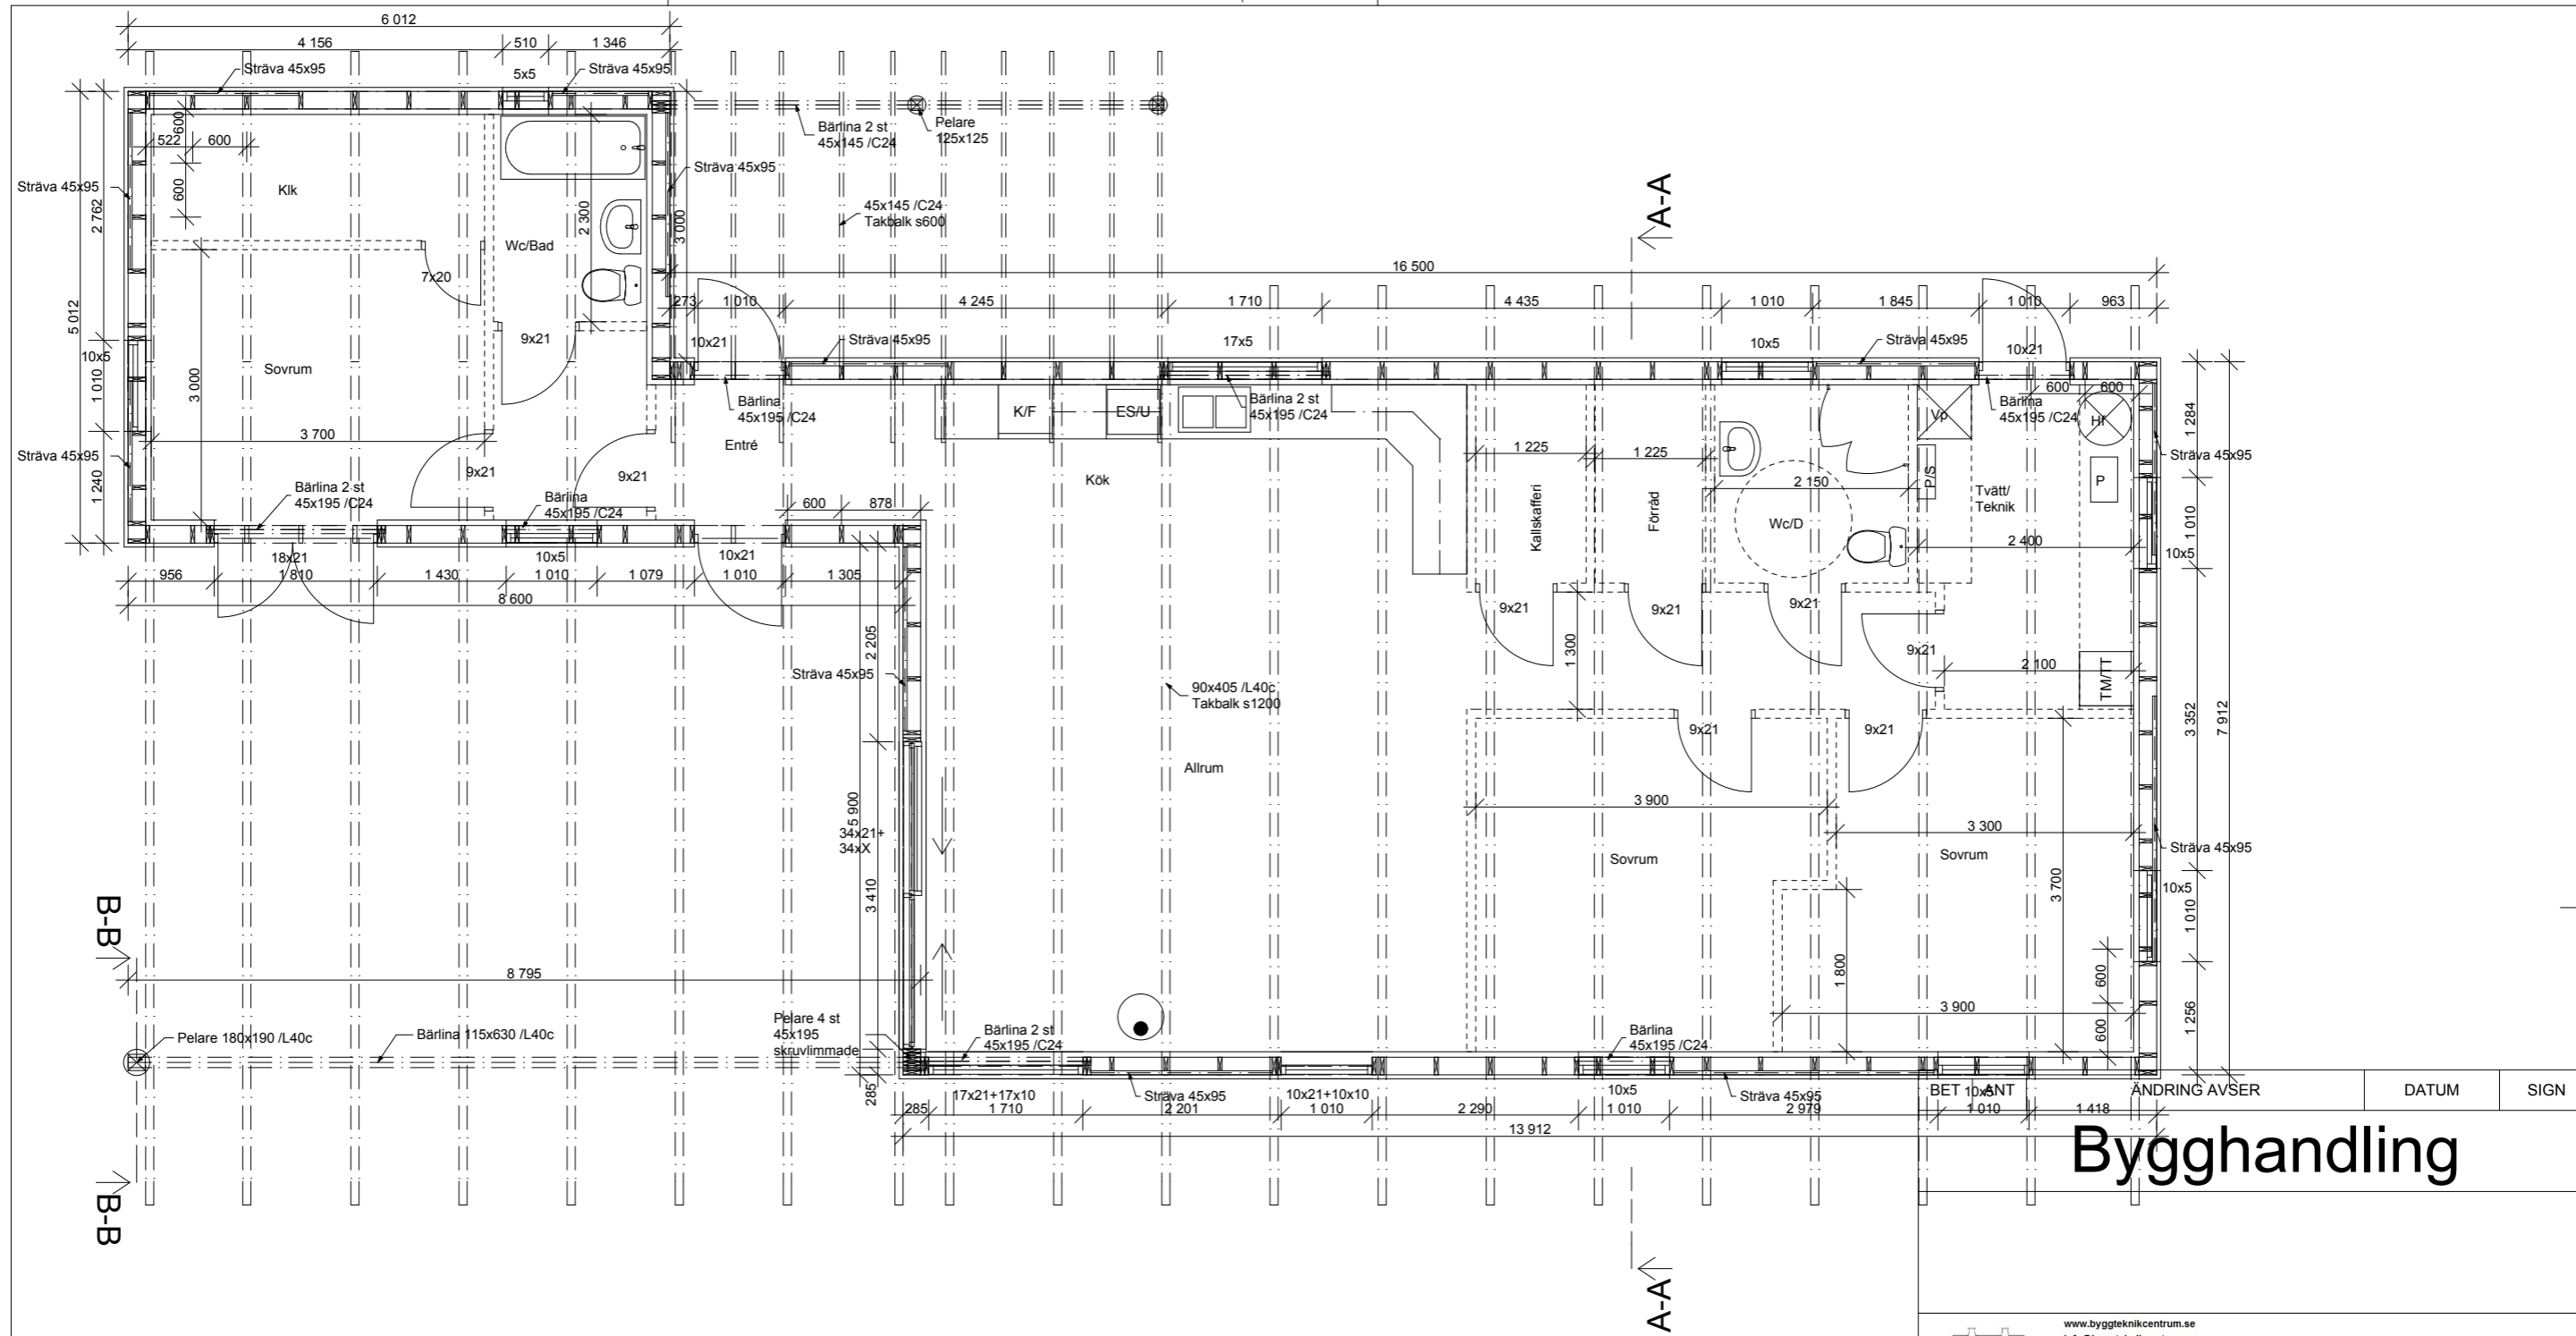 6 012
4 156
510
1 346
Sträva 45x95
5x5
Sträva 45x95
600
522
600
600
Klk
Sträva 45x95
2 762
5 012
2 300
Wc/Bad
3 000
Sträva 45x95
Bärlina 2 st
45x145 /C24
Pelare
125x125
45x145 /C24
Takbalk s600
A-A
16 500
7x20
273
1 010
4 245
1 710
4 435
1 010
1 845
1 010
963
10x5
1 010
Sovrum
3 000
9x21
10x21
Sträva 45x95
17x5
10x5
Sträva 45x95
10x21
600
600
Bärlina
45x195 /C24
K/F
ES/U
Bärlina 2 st
45x195 /C24
Vp
Bärlina
45x195 /C24
Hf
1 284
3 700
Entré
1 225
1 225
Sträva 45x95
1 240
Sträva 45x95
9x21
9x21
Kök
2 150
P/S
P
Bärlina 2 st
45x195 /C24
Bärlina
45x195 /C24
600
878
Kallskafferi
Förråd
Wc/D
Tvätt/
Teknik
1 010
2 400
10x5
18x21
10x5
10x21
956
1 810
1 430
1 010
1 079
1 010
1 305
8 600
9x21
9x21
9x21
2 205
1 300
9x21
2 100
TM/TT
Sträva 45x95
90x405 /L40c
Takbalk s1200
9x21
9x21
3 352
7 912
Allrum
5 900
34x21+
34xX
3 410
3 900
3 300
Sovrum
Sovrum
Sträva 45x95
3 700
10x5
1 010
B-B
8 795
1 800
600
3 900
600
1 256
Pelare 180x190 /L40c
Bärlina 115x630 /L40c
Pelare 4 st
45x195
skruvlimmade
Bärlina 2 st
45x195 /C24
Bärlina
45x195 /C24
285
17x21+17x10
Sträva 45x95
10x21+10x10
10x5
Sträva 45x95
10x5
285
1 710
2 201
1 010
2 290
1 010
2 979
1 010
1 418
13 912
BET
ANT
ÄNDRING AVSER
DATUM
SIGN
Bygghandling
B-B
A-A
www.byggteknikcentrum.se